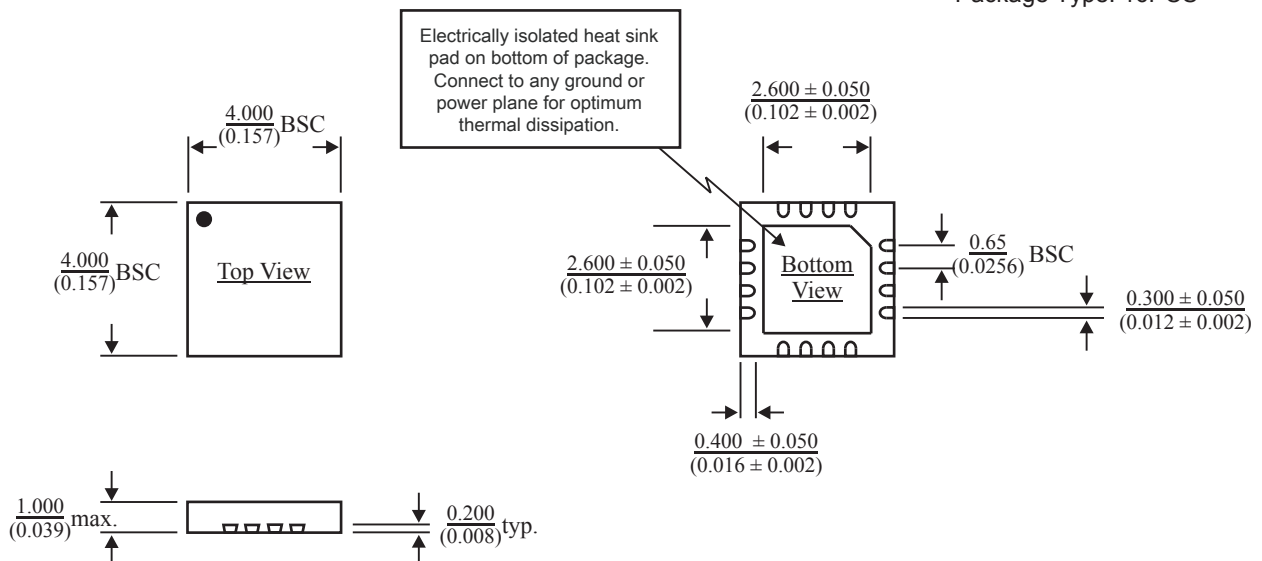 Electrically isolated heat sink
pad on bottom of package.
Connect to any ground or
power plane for optimum
thermal dissipation.
4.000
(0.157) BSC
2.600 ± 0.050
(0.102 ± 0.002)
4.000
(0.157) BSC
Top View
2.600 ± 0.050
(0.102 ± 0.002)
Bottom
View
0.65
(0.0256) BSC
0.300 ± 0.050
(0.012 ± 0.002)
0.400 ± 0.050
(0.016 ± 0.002)
1.000
(0.039) max.
0.200
(0.008) typ.